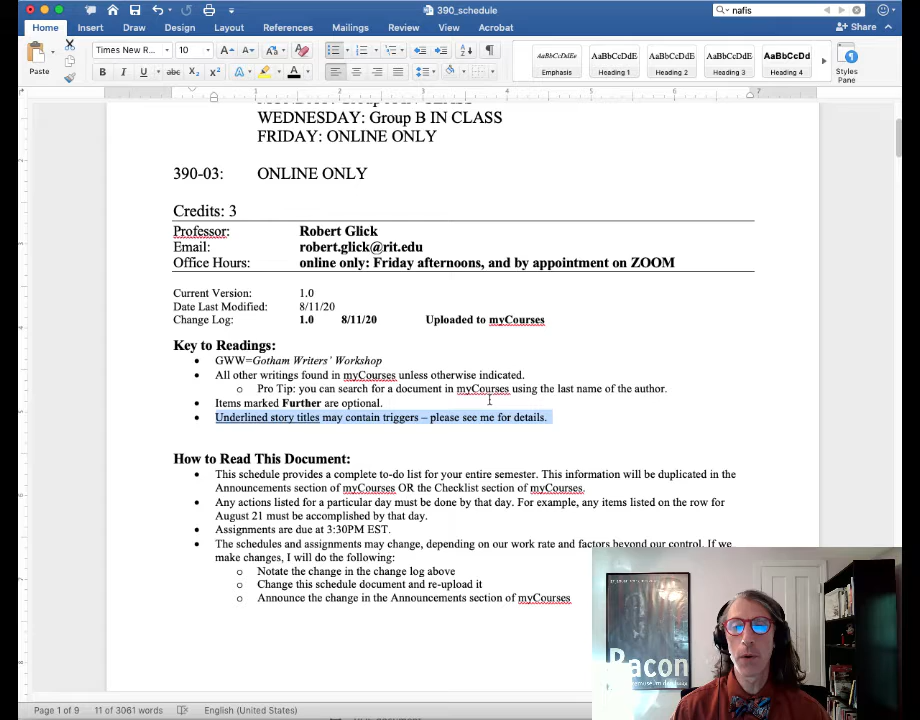 390_schedule
nafis
Home Insert Draw Design Layout References Mailings Review View Acrobat
Share
Paste
Times New R... 10
AaBbCcDdEe AaBbCcDc AaBbCcDdEe AaBbCcDd AaBbCcDd
Emphasis Heading 1 Heading 2 Heading 3 Heading 4
Styles Pane
WEDNESDAY: Group B IN CLASS
FRIDAY: ONLINE ONLY
390-03: ONLINE ONLY
Credits: 3
Professor: Robert Glick
Email: robert.glick@rit.edu
Office Hours: online only: Friday afternoons, and by appointment on ZOOM
Current Version: 1.0
Date Last Modified: 8/11/20
Change Log: 1.0 8/11/20 Uploaded to myCourses
Key to Readings:
• GWW=Gotham Writers' Workshop
• All other writings found in myCourses unless otherwise indicated.
o Pro Tip: you can search for a document in myCourses using the last name of the author.
• Items marked Further are optional.
• Underlined story titles may contain triggers – please see me for details.
How to Read This Document:
• This schedule provides a complete to-do list for your entire semester. This information will be duplicated in the
Announcements section of myCourses OR the Checklist section of myCourses.
• Any actions listed for a particular day must be done by that day. For example, any items listed on the row for
August 21 must be accomplished by that day.
• Assignments are due at 3:30PM EST.
• The schedules and assignments may change, depending on our work rate and factors beyond our control. If we
make changes, I will do the following:
o Notate the change in the change log above
o Change this schedule document and re-upload it
o Announce the change in the Announcements section of myCourses
Bacon
Page 1 of 9 11 of 3061 words English (United States)